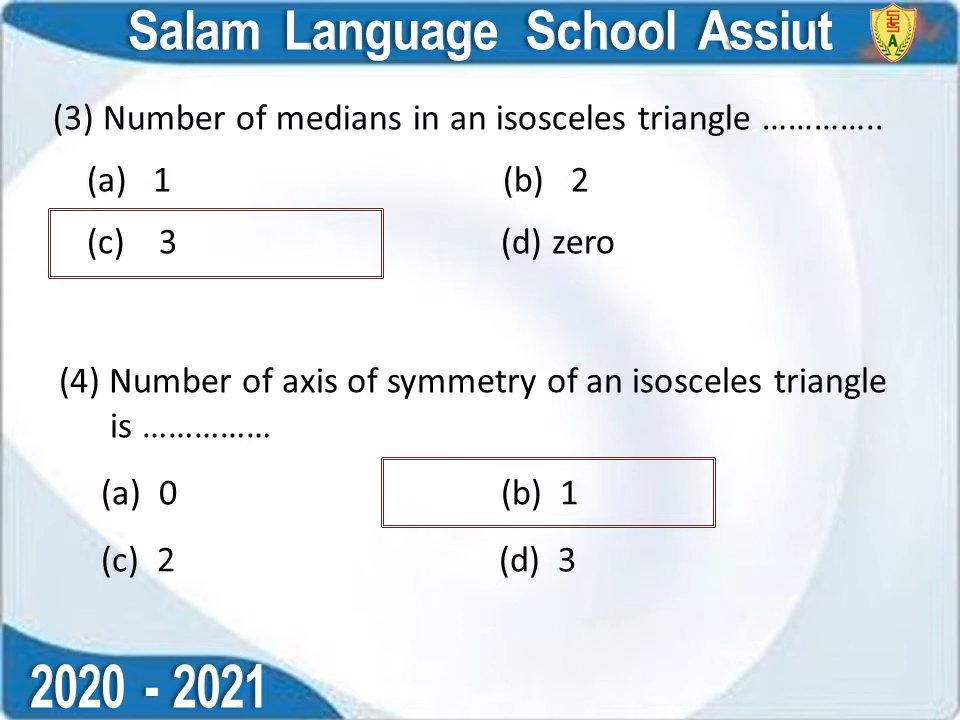 Salam Language School Assiut
(3) Number of medians in an isosceles triangle …………..
(a) 1 (b) 2
(c) 3 (d) zero
(4) Number of axis of symmetry of an isosceles triangle
is ……………
(a) 0 (b) 1
(c) 2 (d) 3
2020 - 2021